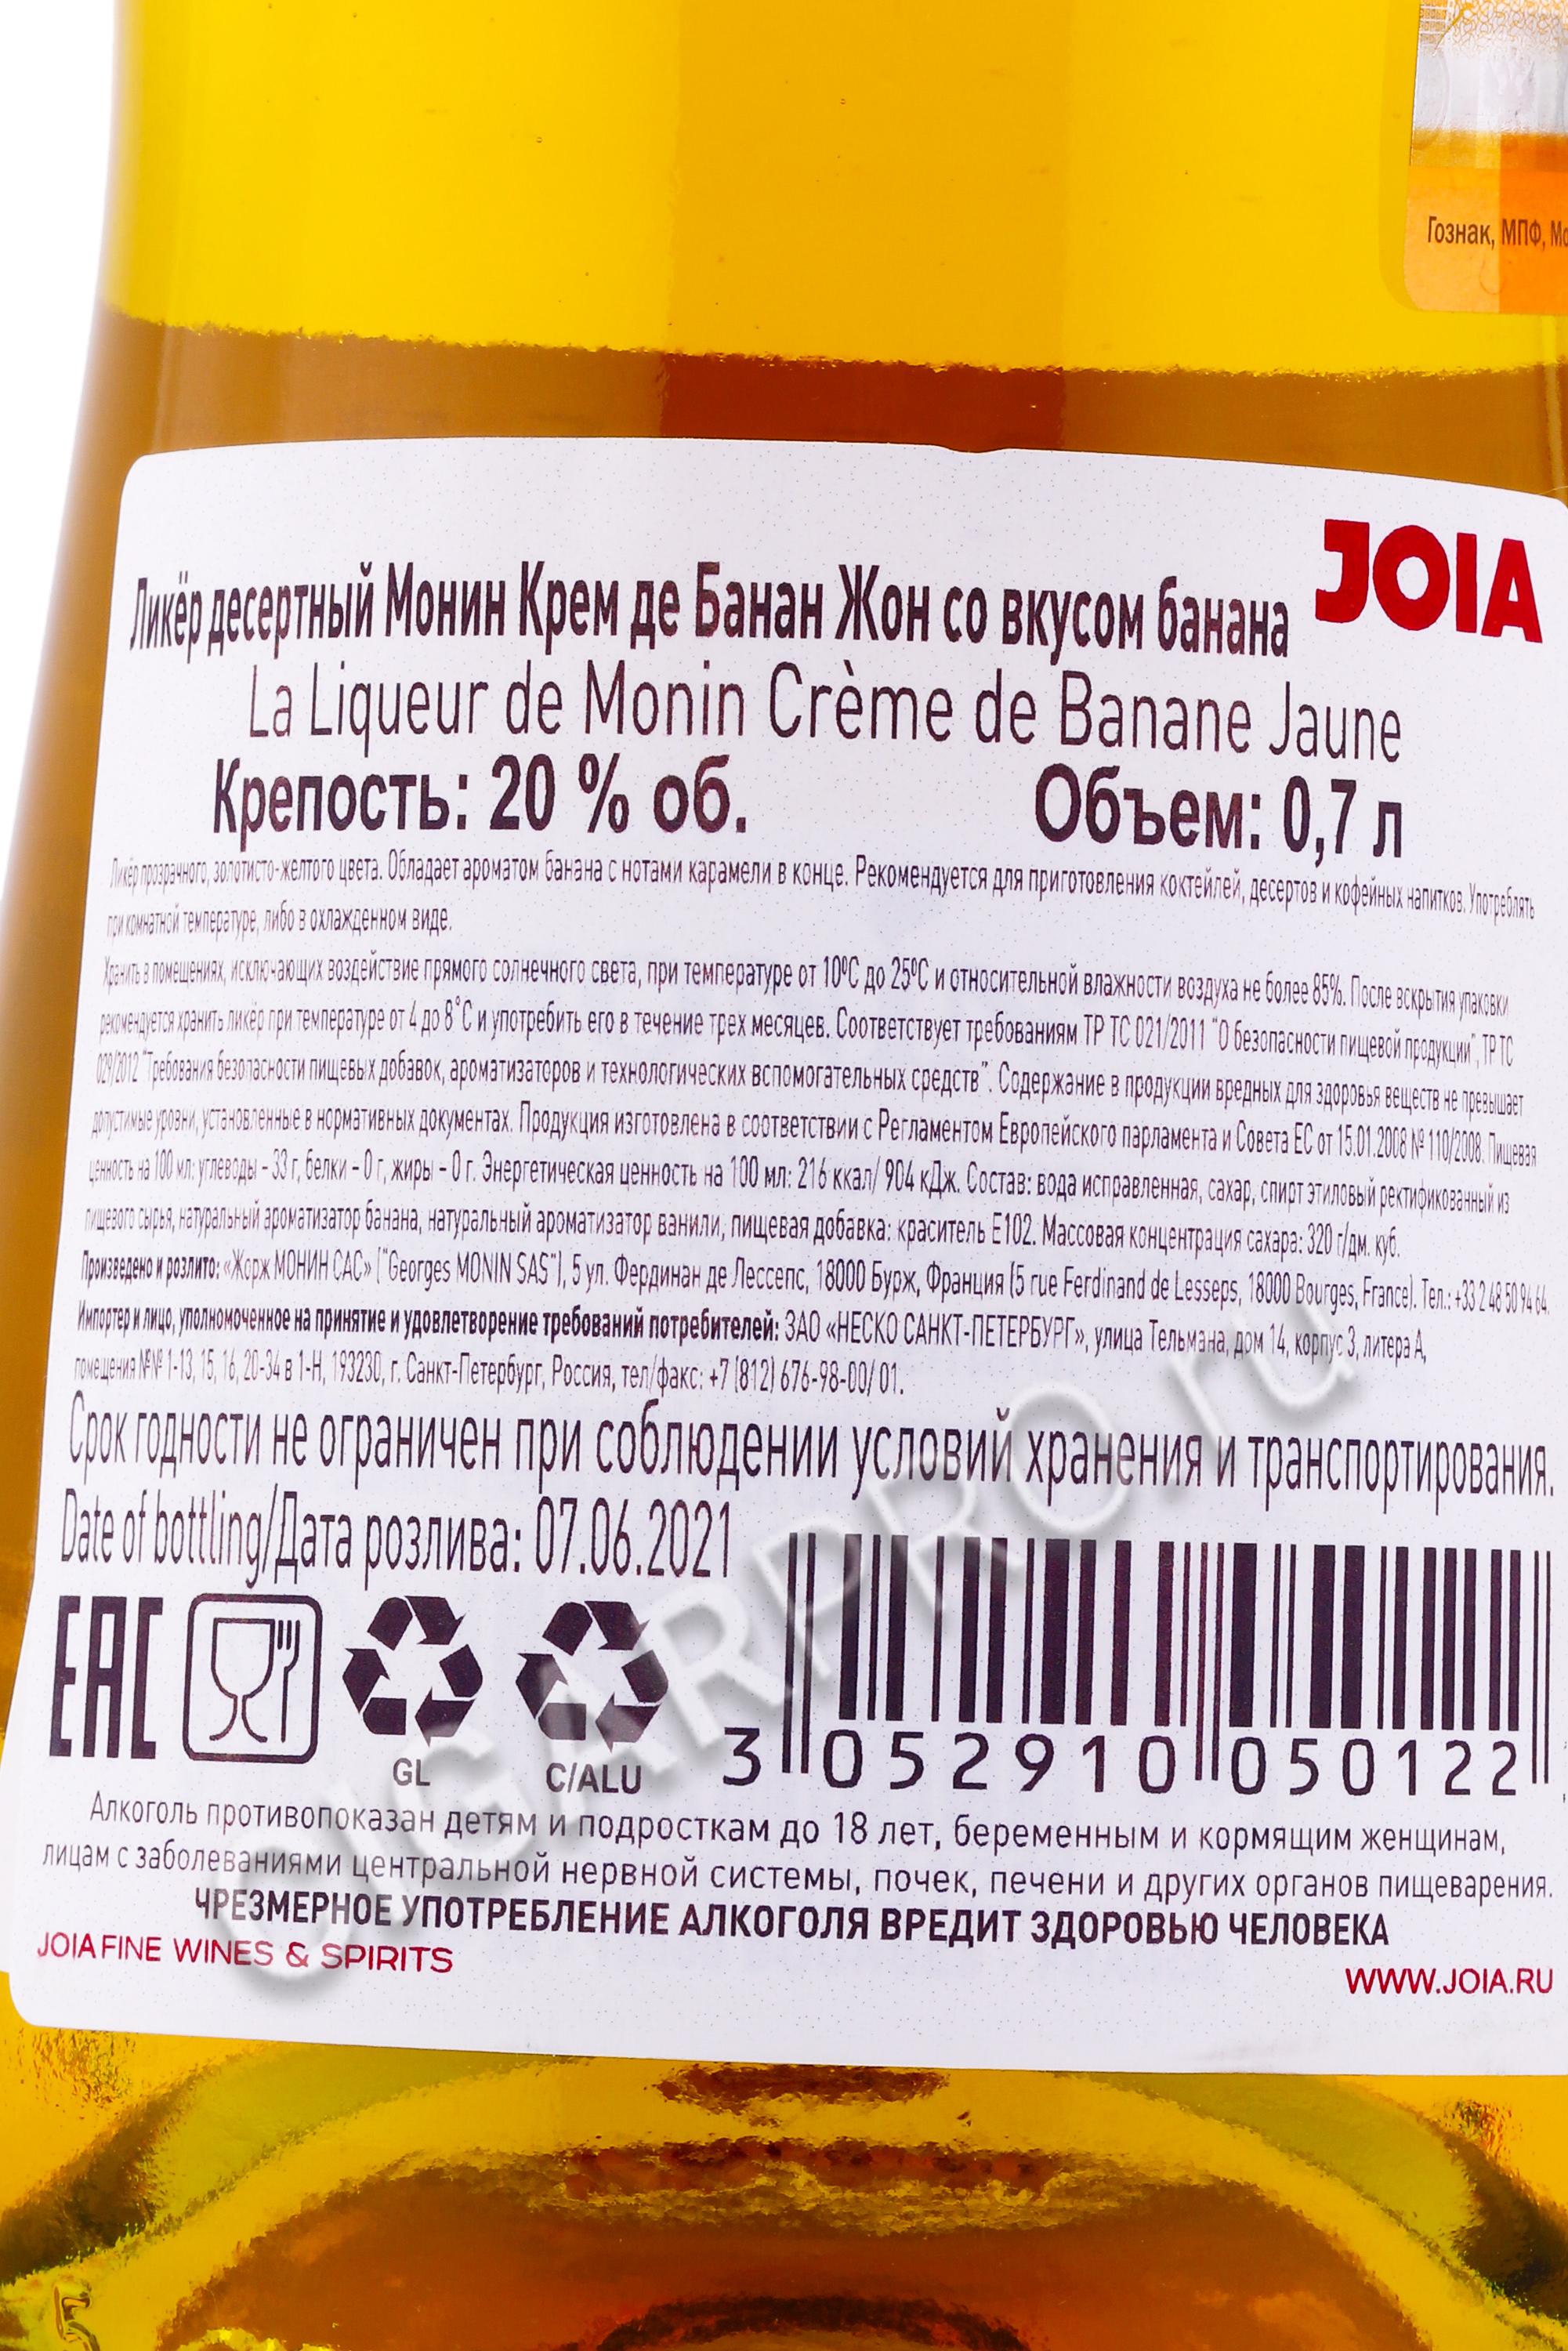 Гознак, МПФ,
JOIA
Ликёр десертный Монин Крем де Банан Жон со вкусом банана
La Liqueur de Monin Crème de Banane Jaune
Крепость: 20 % об. Объем: 0,7 л
Ликёр прозрачного, золотисто-желтого цвета. Обладает ароматом банана с нотами карамели в конце. Рекомендуется для приготовления коктейлей, десертов и кофейных напитков. Употреблять
при комнатной температуре, либо в охлажденном виде.
Хранить в помещениях, исключающих воздействие прямого солнечного света, при температуре от 10ºС до 25ºС и относительной влажности воздуха не более 85%. После вскрытия упаковки
рекомендуется хранить ликёр при температуре от 4 до 8°С и употребить его в течение трех месяцев. Соответствует требованиям ТР ТС 021/2011 "О безопасности пищевой продукции", ТР ТС
029/2012 "Требования безопасности пищевых добавок, ароматизаторов и технологических вспомогательных средств". Содержание в продукции вредных для здоровья веществ не превышает
допустимые уровни, установленные в нормативных документах. Продукция изготовлена в соответствии с Регламентом Европейского парламента и Совета ЕС от 15.01.2008 № 110/2008. Пищевая
ценность на 100 мл: углеводы – 33 г, белки – 0 г, жиры – 0 г. Энергетическая ценность на 100 мл: 216 ккал/ 904 кДж. Состав: вода исправленная, сахар, спирт этиловый ректификованный из
пищевого сырья, натуральный ароматизатор банана, натуральный ароматизатор ванили, пищевая добавка: краситель Е102. Массовая концентрация сахара: 320 г/дм. куб.
Произведено и розлито: «Жорж МОНИН САС» ("Georges MONIN SAS"), 5 ул. Фердинан де Лессепс, 18000 Бурж, Франция (5 rue Ferdinand de Lesseps, 18000 Bourges, France). Тел.: +33 2 48 50 94 64.
Импортер и лицо, уполномоченное на принятие и удовлетворение требований потребителей: ЗАО «НЕСКО САНКТ-ПЕТЕРБУРГ», улица Тельмана, дом 14, корпус 3, литера А,
помещения №№ 1-13, 15, 16, 20-34 в 1-Н, 193230, г. Санкт-Петербург, Россия, тел/факс: +7 (812) 676-98-00/ 01.
Срок годности не ограничен при соблюдении условий хранения и транспортирования.
Date of bottling/Дата розлива: 07.06.2021
EAC
GL C/ALU
3 052910 050122
Алкоголь противопоказан детям и подросткам до 18 лет, беременным и кормящим женщинам,
лицам с заболеваниями центральной нервной системы, почек, печени и других органов пищеварения.
ЧРЕЗМЕРНОЕ УПОТРЕБЛЕНИЕ АЛКОГОЛЯ ВРЕДИТ ЗДОРОВЬЮ ЧЕЛОВЕКА
JOIA FINE WINES & SPIRITS
WWW.JOIA.RU
CIGARPRO.ru